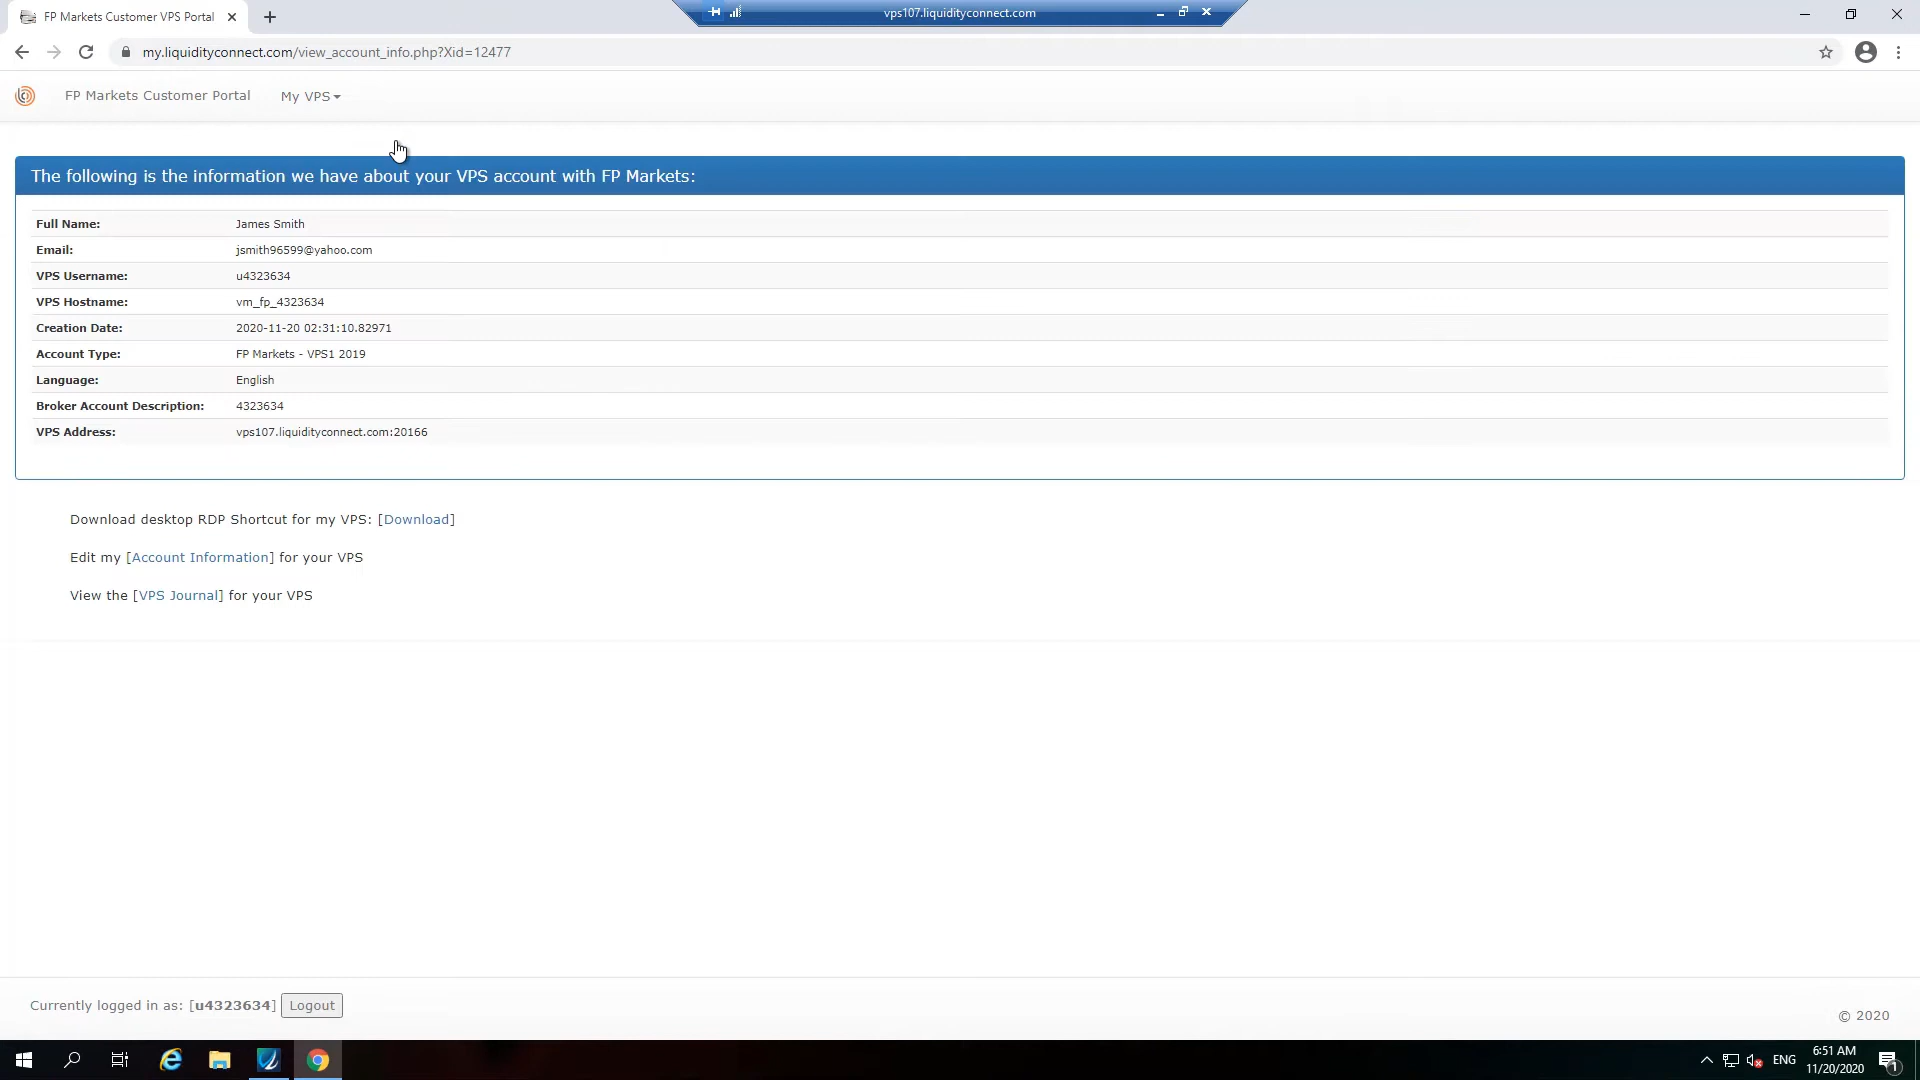 FP Markets Customer VPS Portal
vps107.liquidityconnect.com
my.liquidityconnect.com/view_account_info.php?Xid=12477
FP Markets Customer Portal
My VPS
The following is the information we have about your VPS account with FP Markets:
Full Name: James Smith
Email: jsmith96599@yahoo.com
VPS Username: u4323634
VPS Hostname: vm_fp_4323634
Creation Date: 2020-11-20 02:31:10.82971
Account Type: FP Markets - VPS1 2019
Language: English
Broker Account Description: 4323634
VPS Address: vps107.liquidityconnect.com:20166
Download desktop RDP Shortcut for my VPS: [Download]
Edit my [Account Information] for your VPS
View the [VPS Journal] for your VPS
Currently logged in as: [u4323634] Logout
© 2020
ENG
6:51 AM
11/20/2020
1